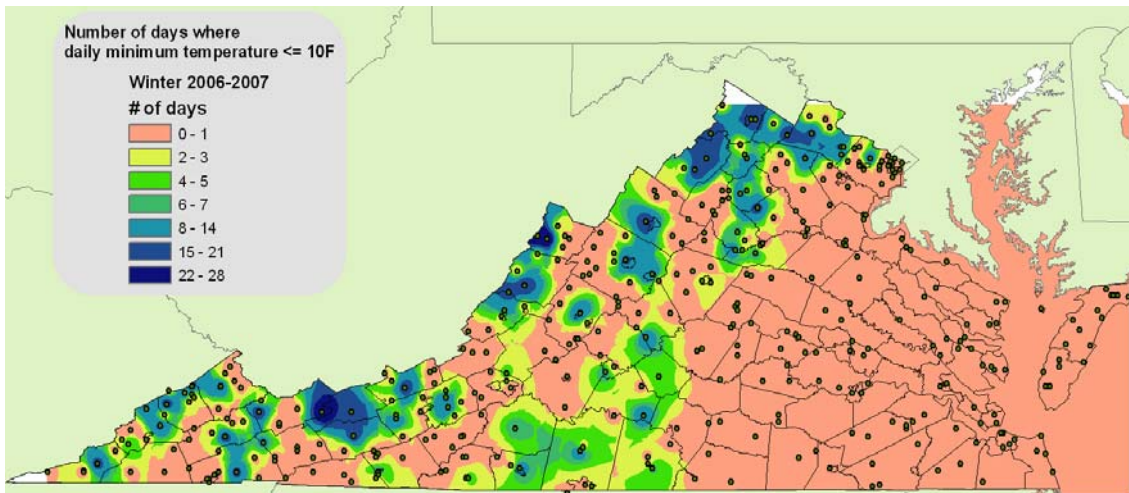 Number of days where
daily minimum temperature <= 10F
Winter 2006-2007
# of days
0 - 1
2 - 3
4 - 5
6 - 7
8 - 14
15 - 21
22 - 28